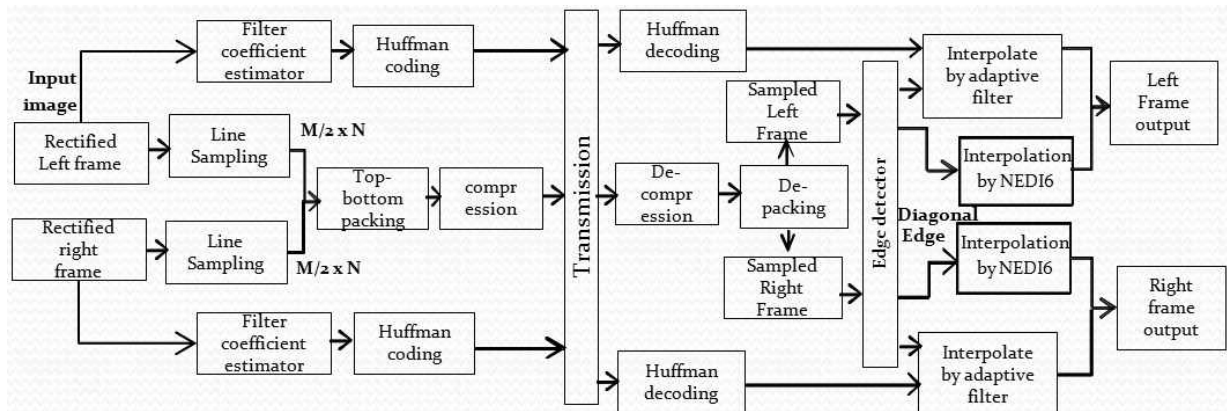 Filter
coefficient
estimator
Huffman
coding
Huffman
decoding
Interpolate
by adaptive
filter
Input
image
Rectified
Left frame
Line
Sampling
M/2 x N
Sampled
Left
Frame
Left
Frame
output
Interpolation
by NEDI6
Top-
bottom
packing
compr
ession
Transmission
De-
compr
ession
De-
packing
Edge detector
Diagonal
Edge
Rectified
right
frame
Line
Sampling
M/2 x N
Sampled
Right
Frame
Interpolation
by NEDI6
Right
frame
output
Filter
coefficient
estimator
Huffman
coding
Huffman
decoding
Interpolate
by adaptive
filter